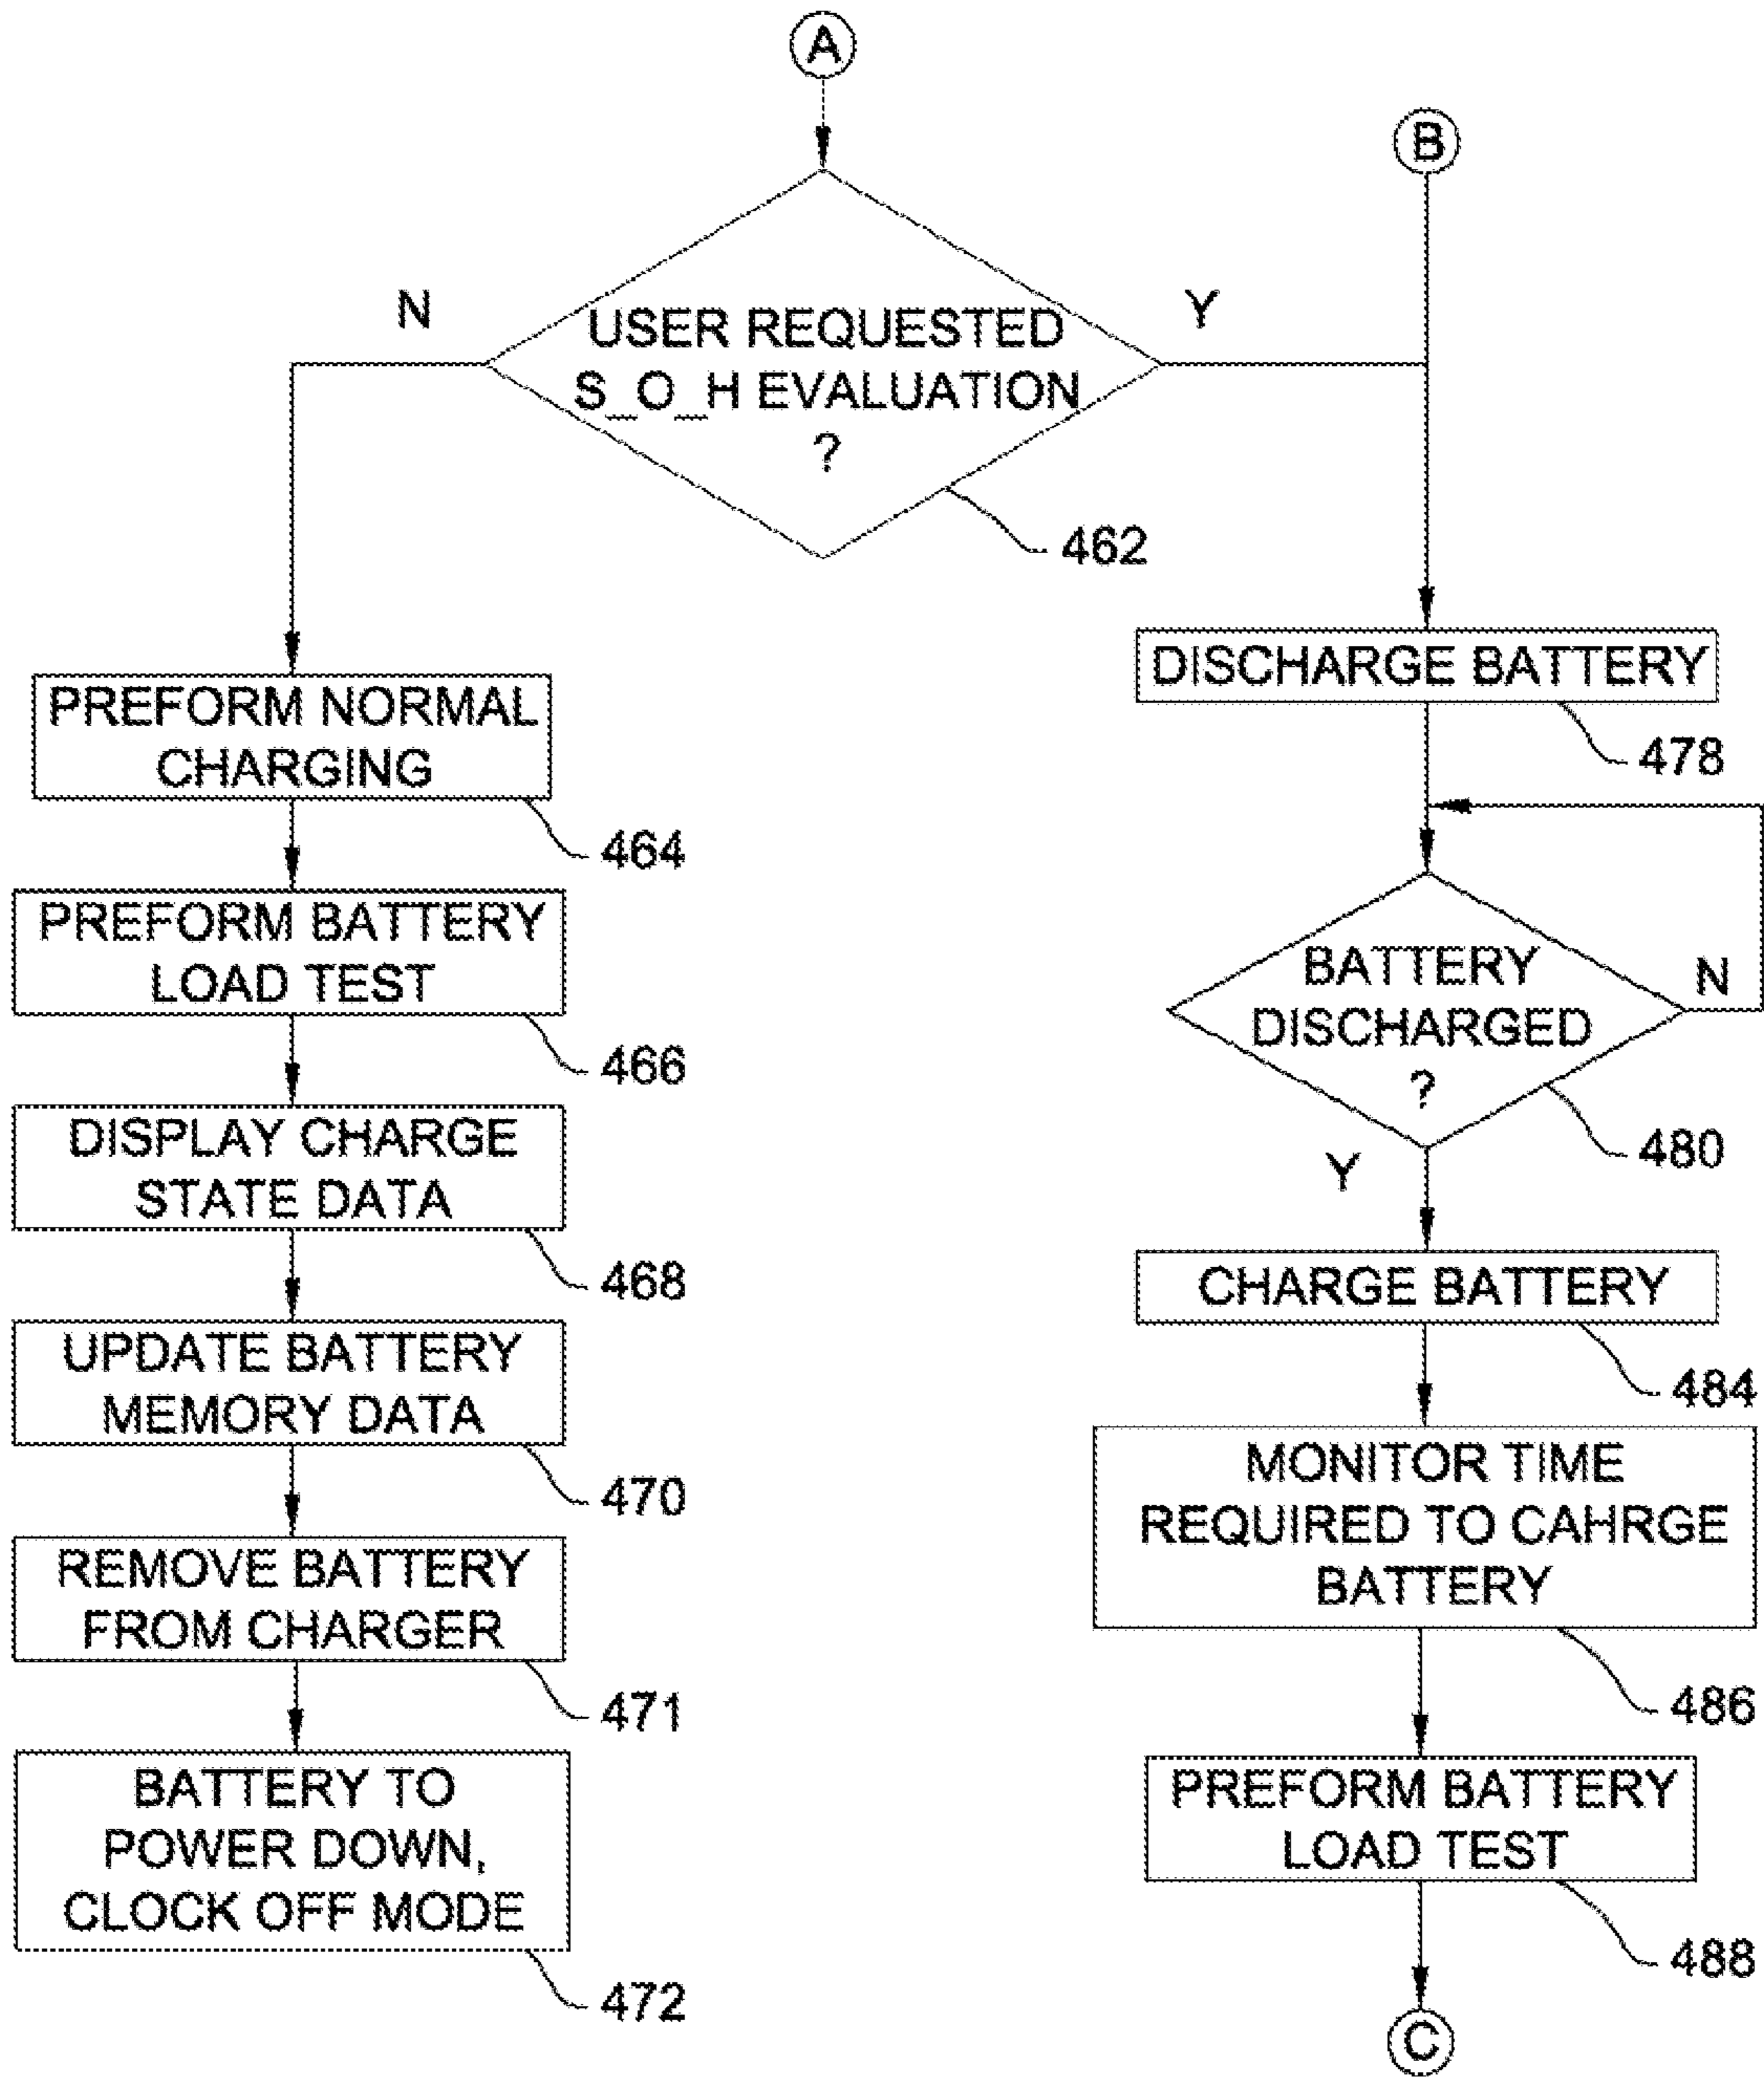 A
B
N
Y
USER REQUESTED
S_O_H EVALUATION
?
462
PREFORM NORMAL
CHARGING
464
PREFORM BATTERY
LOAD TEST
466
DISPLAY CHARGE
STATE DATA
468
UPDATE BATTERY
MEMORY DATA
470
REMOVE BATTERY
FROM CHARGER
471
BATTERY TO
POWER DOWN,
CLOCK OFF MODE
472
DISCHARGE BATTERY
478
BATTERY
DISCHARGED
?
N
480
Y
CHARGE BATTERY
484
MONITOR TIME
REQUIRED TO CAHRGE
BATTERY
486
PREFORM BATTERY
LOAD TEST
488
C